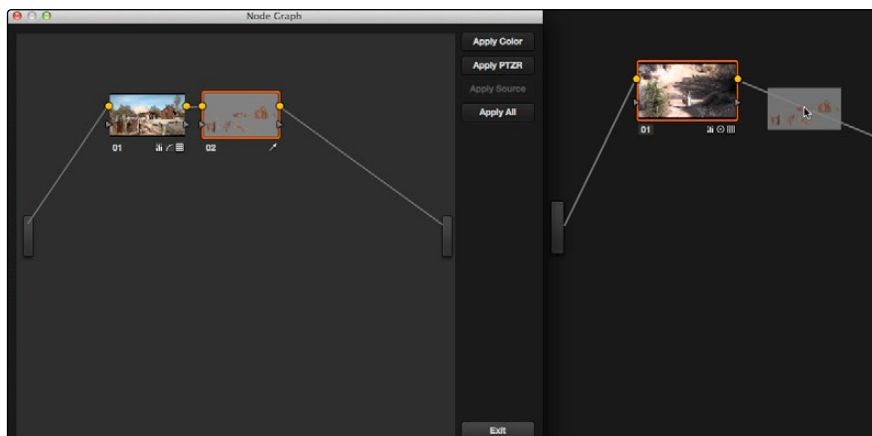 Node Graph
Apply Color
Apply PTZR
Apply Source
Apply All
01
02
Exit
01